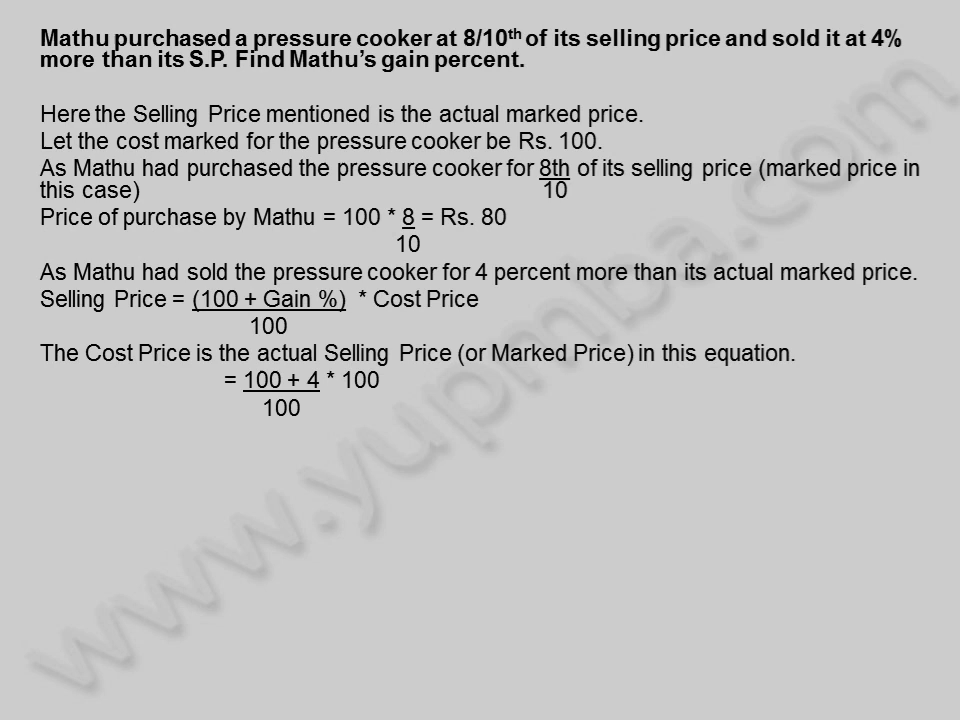 Mathu purchased a pressure cooker at 8/10th of its selling price and sold it at 4%
more than its S.P. Find Mathu’s gain percent.
Here the Selling Price mentioned is the actual marked price.
Let the cost marked for the pressure cooker be Rs. 100.
As Mathu had purchased the pressure cooker for 8th of its selling price (marked price in
this case) 10
Price of purchase by Mathu = 100 * 8 = Rs. 80
10
As Mathu had sold the pressure cooker for 4 percent more than its actual marked price.
Selling Price = (100 + Gain %) * Cost Price
100
The Cost Price is the actual Selling Price (or Marked Price) in this equation.
= 100 + 4 * 100
100
www.yupmba.com